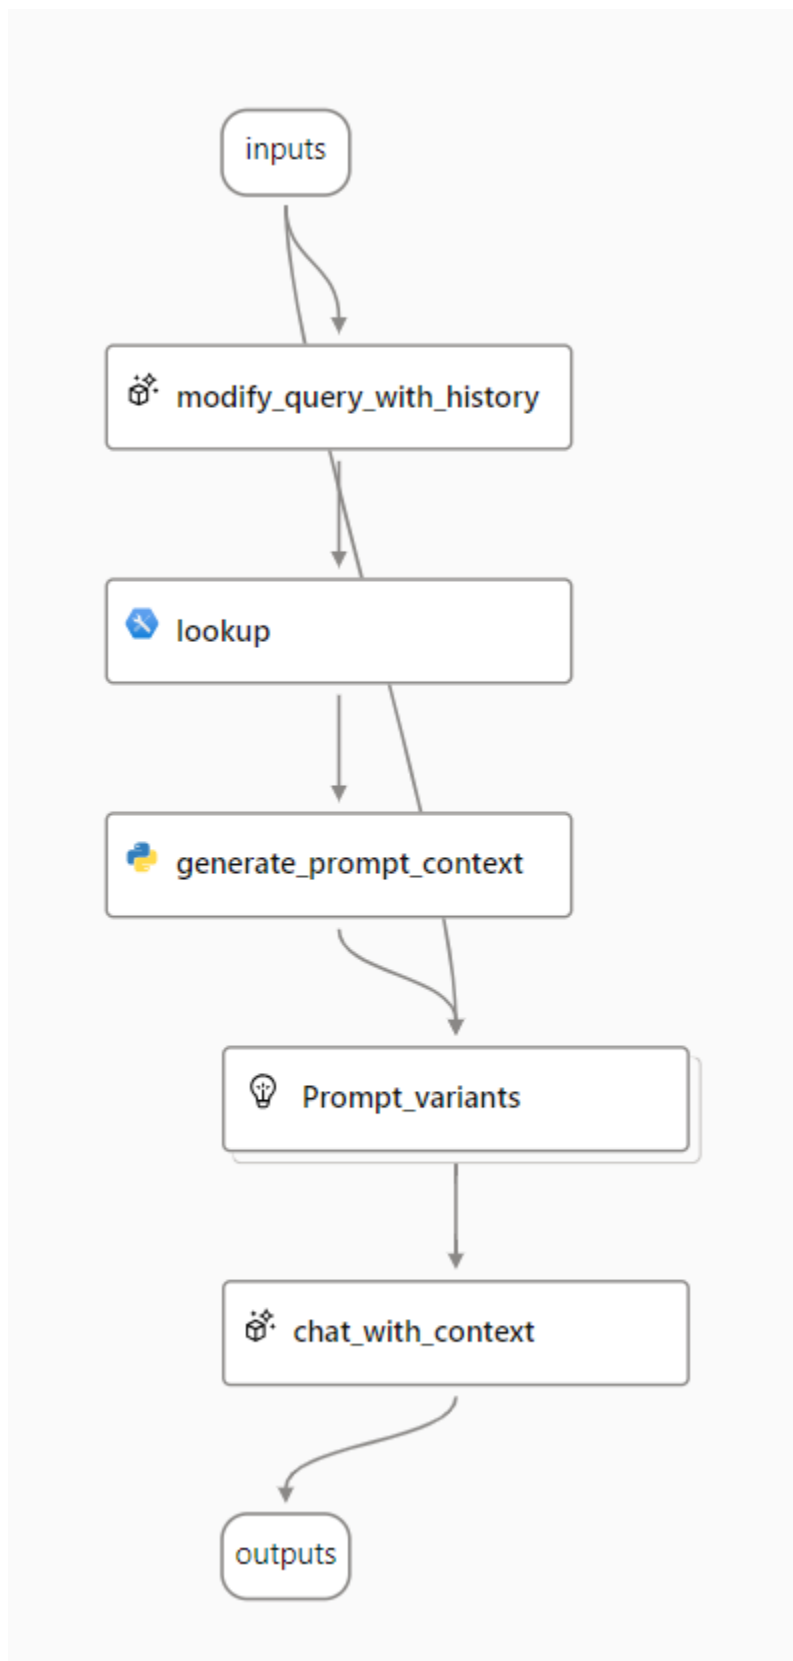 inputs
modify_query_with_history
lookup
generate_prompt_context
Prompt_variants
chat_with_context
outputs